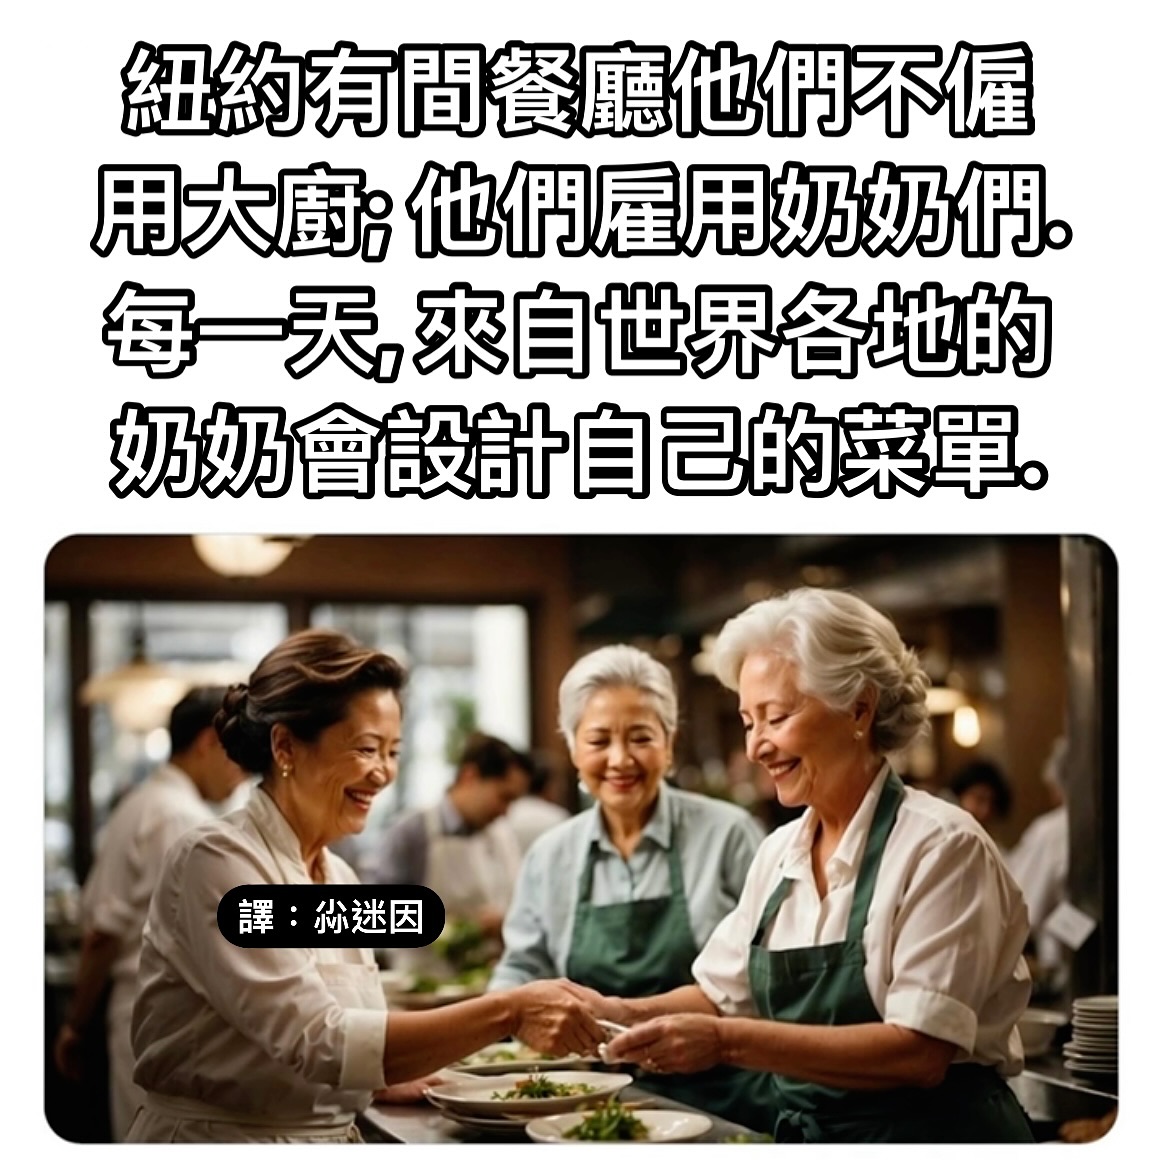 紐約有間餐廳他們不僱
用大廚; 他們雇用奶奶們.
每一天, 來自世界各地的
奶奶會設計自己的菜單.
譯：尛迷因